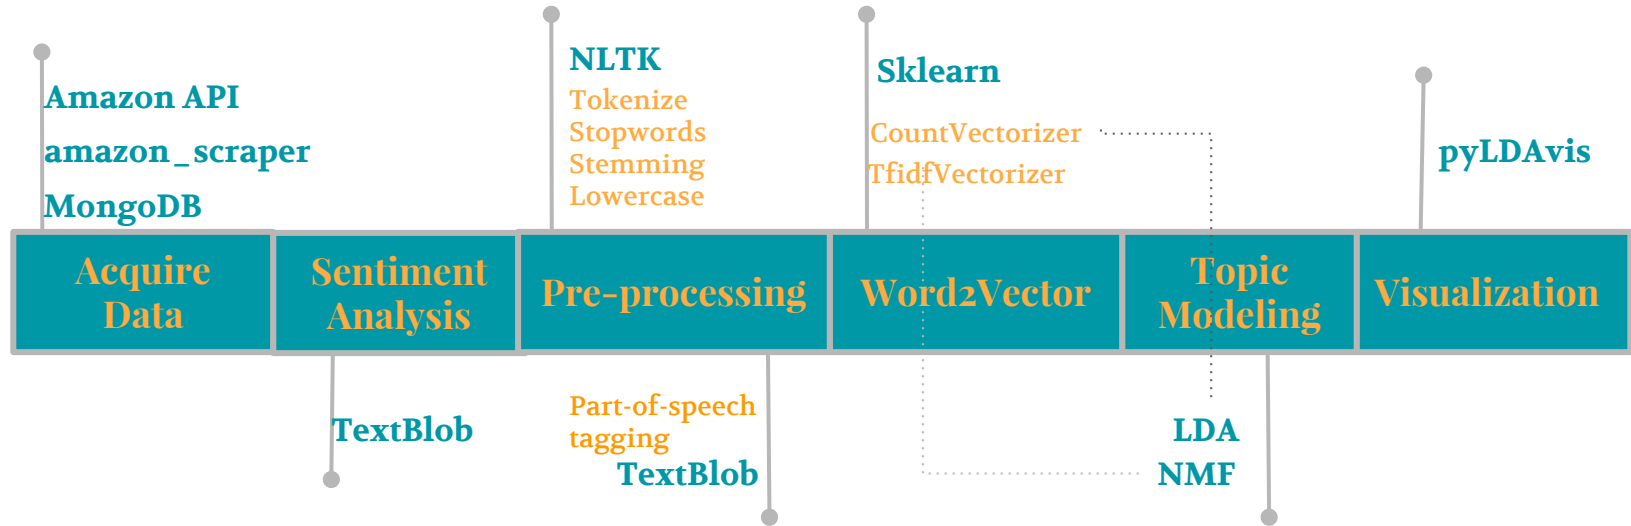 Amazon API
amazon_scraper
MongoDB
NLTK
Tokenize
Stopwords
Stemming
Lowercase
Sklearn
CountVectorizer
TfidfVectorizer
pyLDAvis
Acquire
Data
Sentiment
Analysis
Pre-processing
Word2Vector
Topic
Modeling
Visualization
TextBlob
Part-of-speech
tagging
TextBlob
LDA
NMF